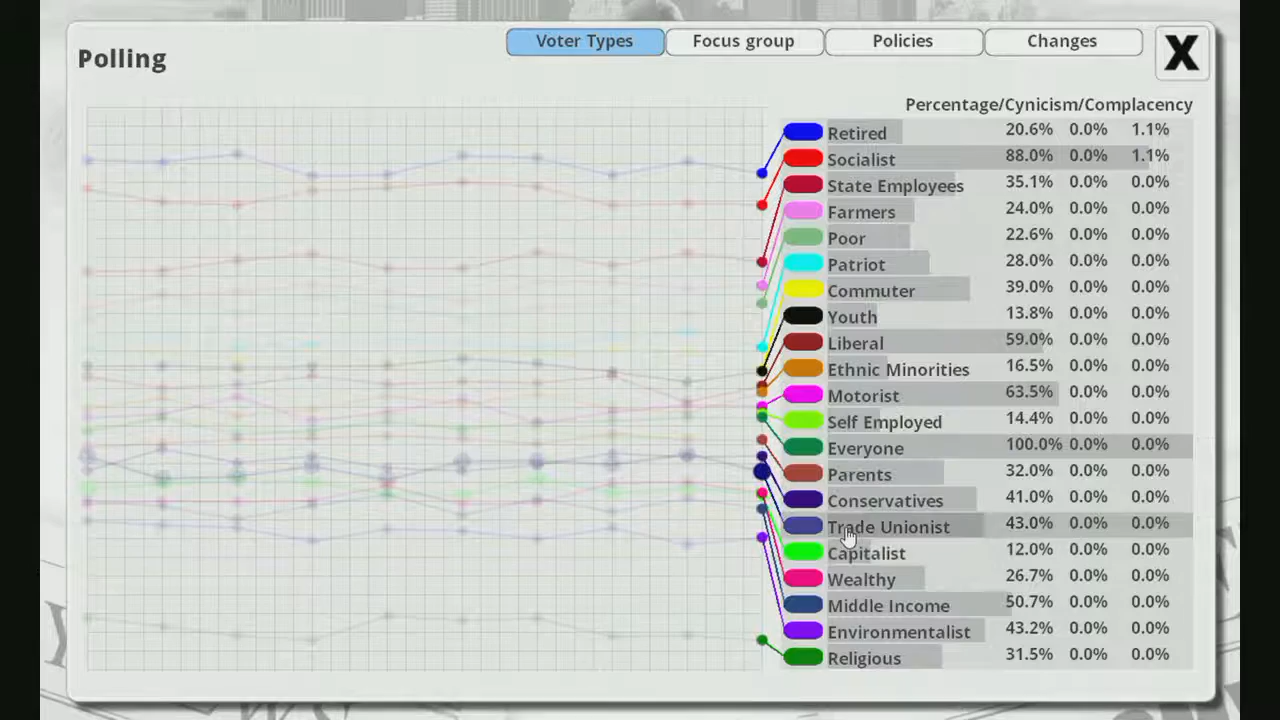 Polling
Voter Types
Focus group
Policies
Changes
X
Percentage/Cynicism/Complacency
Retired 20.6% 0.0% 1.1%
Socialist 88.0% 0.0% 1.1%
State Employees 35.1% 0.0% 0.0%
Farmers 24.0% 0.0% 0.0%
Poor 22.6% 0.0% 0.0%
Patriot 28.0% 0.0% 0.0%
Commuter 39.0% 0.0% 0.0%
Youth 13.8% 0.0% 0.0%
Liberal 59.0% 0.0% 0.0%
Ethnic Minorities 16.5% 0.0% 0.0%
Motorist 63.5% 0.0% 0.0%
Self Employed 14.4% 0.0% 0.0%
Everyone 100.0% 0.0% 0.0%
Parents 32.0% 0.0% 0.0%
Conservatives 41.0% 0.0% 0.0%
Trade Unionist 43.0% 0.0% 0.0%
Capitalist 12.0% 0.0% 0.0%
Wealthy 26.7% 0.0% 0.0%
Middle Income 50.7% 0.0% 0.0%
Environmentalist 43.2% 0.0% 0.0%
Religious 31.5% 0.0% 0.0%